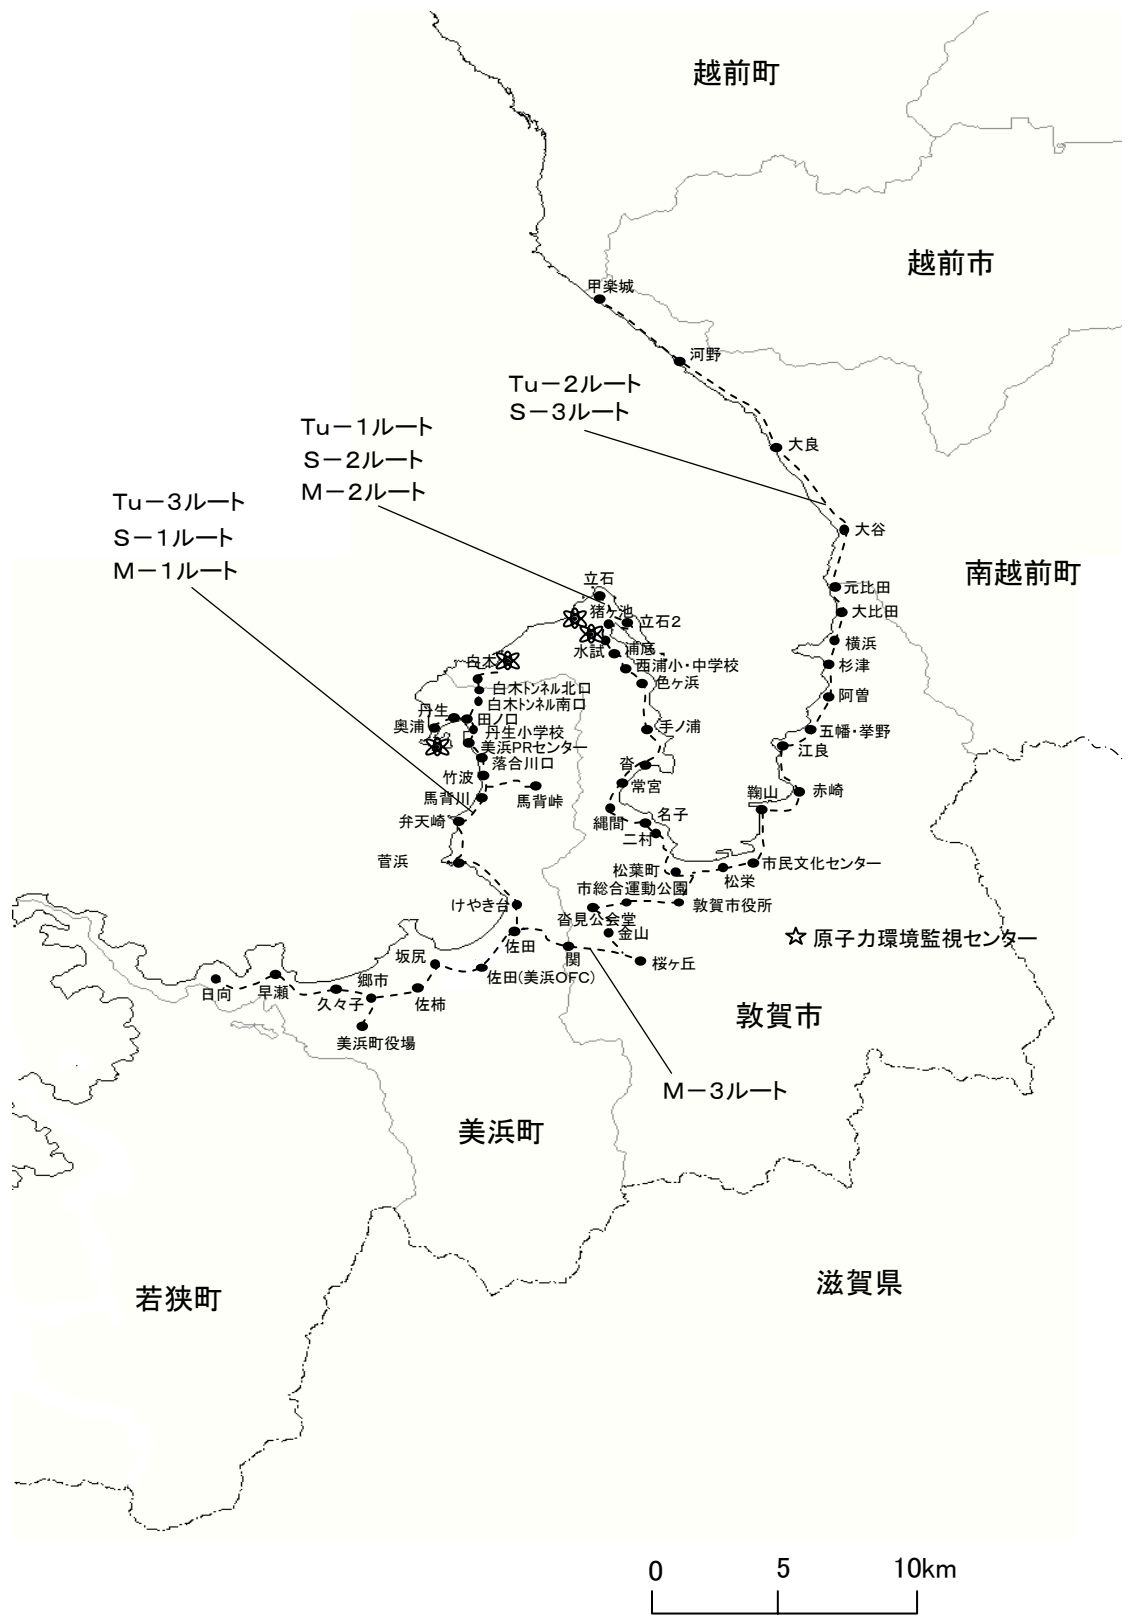 越前町
越前市
甲楽城
河野
Tu－2ルート
S－3ルート
Tu－1ルート
S－2ルート
M－2ルート
大良
Tu－3ルート
S－1ルート
M－1ルート
大谷
南越前町
立石
元比田
猪ヶ池
立石2
大比田
水試
浦底
横浜
白木
西浦小・中学校
杉津
白木トンネル北口
色ヶ浜
白木トンネル南口
阿曽
丹生
田ノ口
奥浦
手ノ浦
丹生小学校
五幡・挙野
美浜PRセンター
江良
落合川口
沓
竹波
常宮
馬背川
馬背峠
鞠山
赤崎
弁天崎
縄間
名子
二村
菅浜
松葉町
松栄
市民文化センター
市総合運動公園
けやき台
沓見公会堂
敦賀市役所
佐田
金山
原子力環境監視センター
坂尻
関
桜ヶ丘
佐田(美浜OFC)
日向
早瀬
郷市
久々子
佐柿
敦賀市
美浜町役場
M－3ルート
美浜町
滋賀県
若狭町
0 5 10km